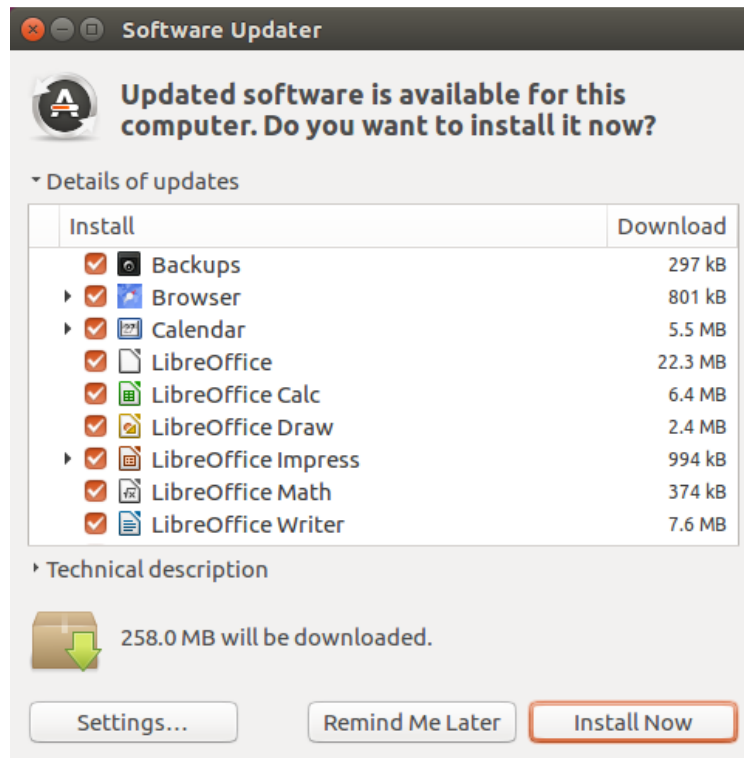 Software Updater
Updated software is available for this
computer. Do you want to install it now?
Details of updates
Install Download
Backups 297 kB
Browser 801 kB
Calendar 5.5 MB
LibreOffice 22.3 MB
LibreOffice Calc 6.4 MB
LibreOffice Draw 2.4 MB
LibreOffice Impress 994 kB
LibreOffice Math 374 kB
LibreOffice Writer 7.6 MB
Technical description
258.0 MB will be downloaded.
Settings... Remind Me Later Install Now